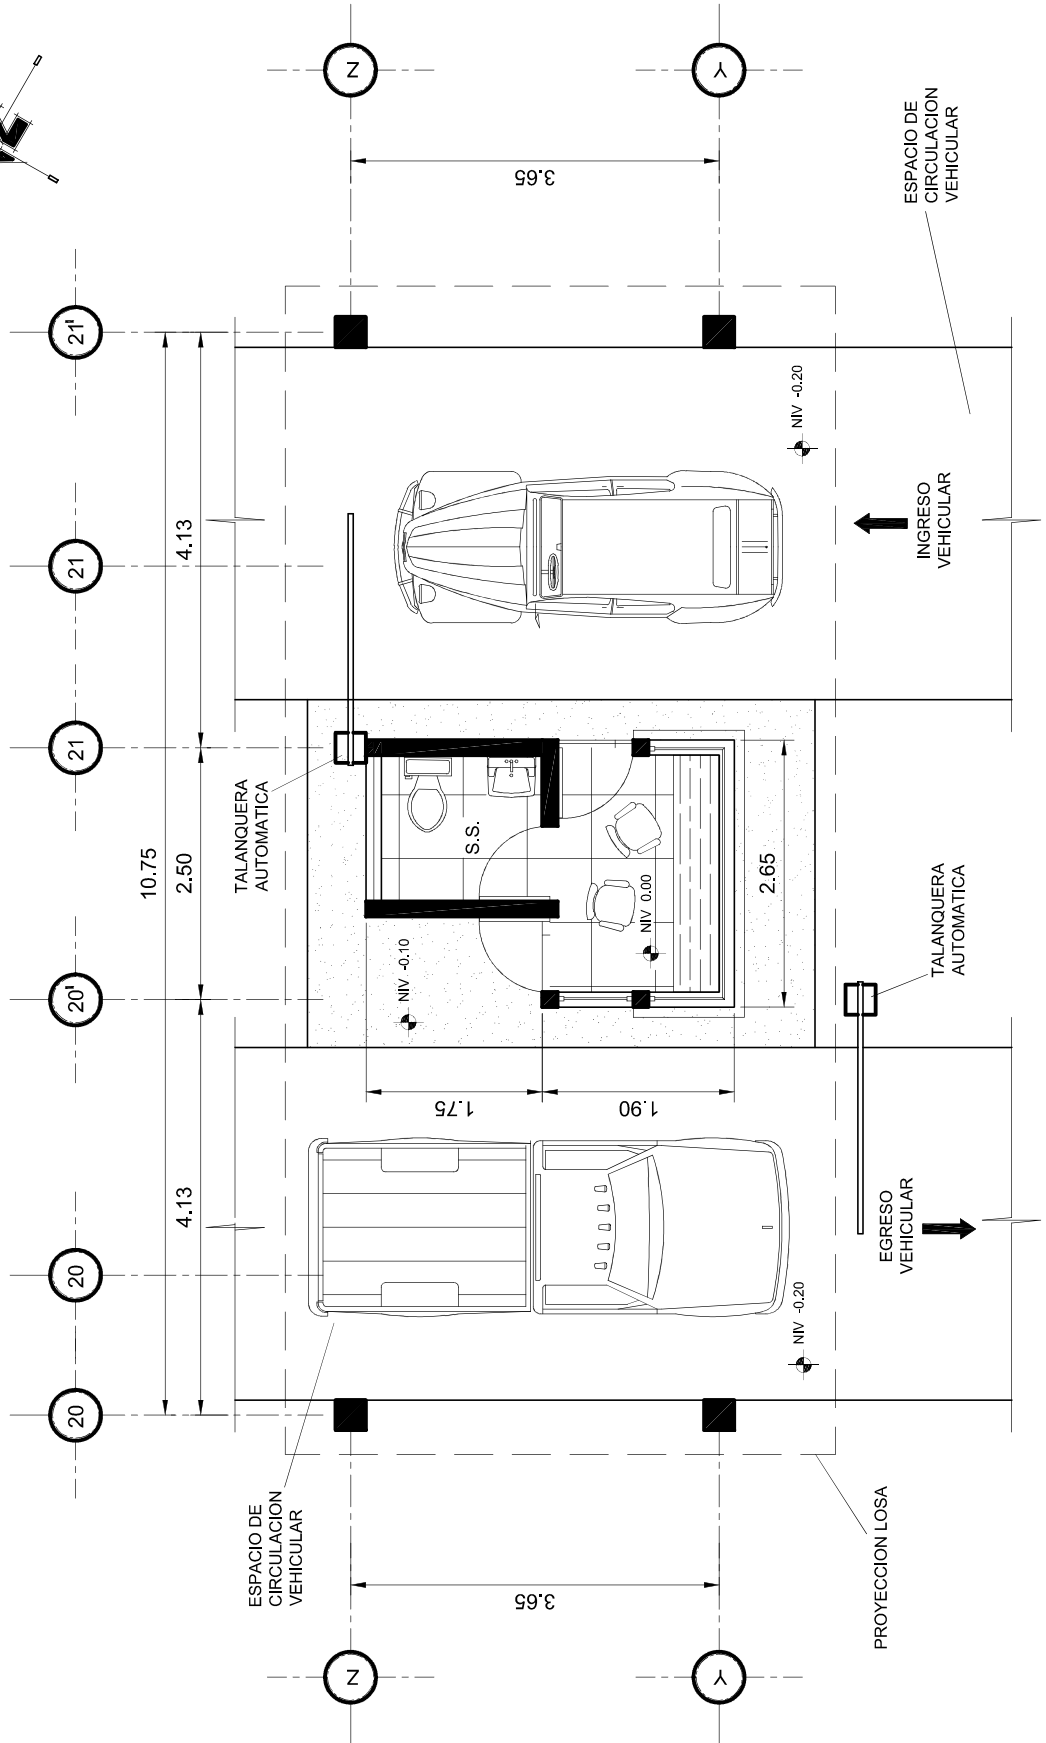 20
20
20'
21
21
21'
10.75
4.13
2.50
4.13
Z
Y
Z
Y
3.65
3.65
ESPACIO DE
CIRCULACION
VEHICULAR
TALANQUERA
AUTOMATICA
ESPACIO DE
CIRCULACION
VEHICULAR
1.75
1.90
2.65
S.S.
NIV -0.10
NIV 0.00
NIV -0.20
NIV -0.20
EGRESO
VEHICULAR
TALANQUERA
AUTOMATICA
INGRESO
VEHICULAR
PROYECCION LOSA
N